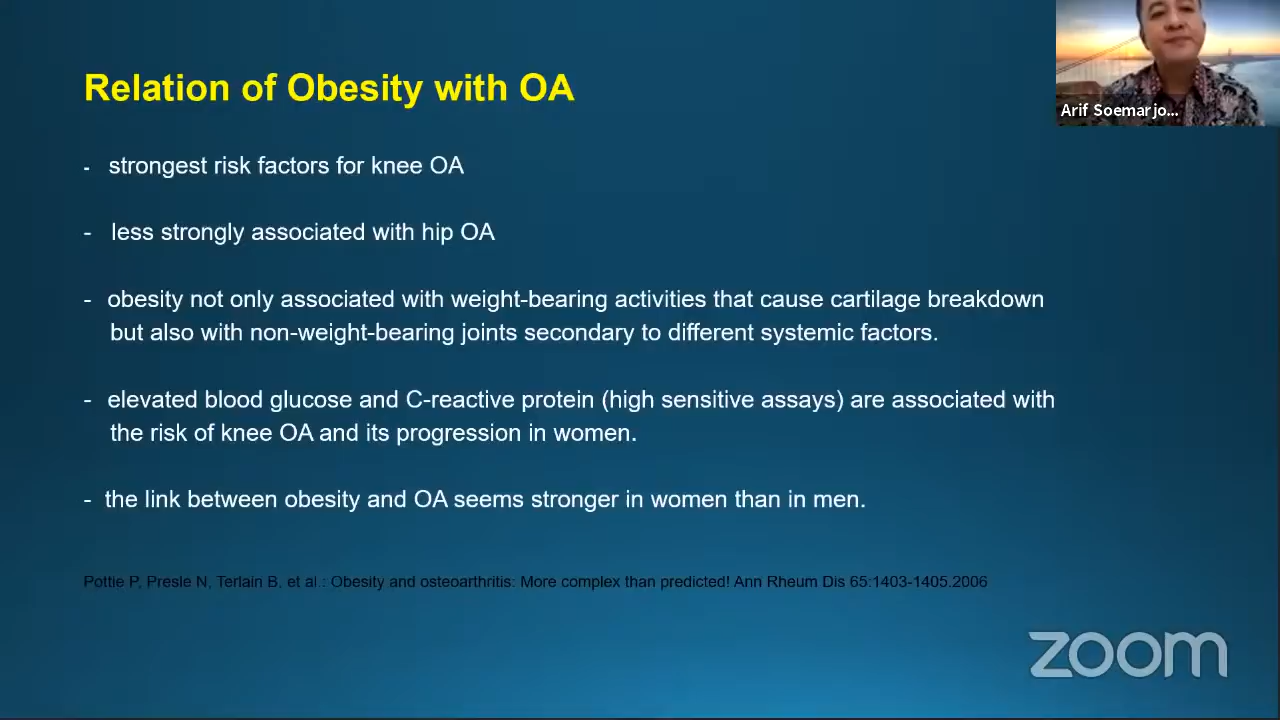 Relation of Obesity with OA
Arif Soemarjo...
- strongest risk factors for knee OA
- less strongly associated with hip OA
- obesity not only associated with weight-bearing activities that cause cartilage breakdown
but also with non-weight-bearing joints secondary to different systemic factors.
- elevated blood glucose and C-reactive protein (high sensitive assays) are associated with
the risk of knee OA and its progression in women.
- the link between obesity and OA seems stronger in women than in men.
Pottie P, Presle N, Terlain B, et al.: Obesity and osteoarthritis: More complex than predicted! Ann Rheum Dis 65:1403-1405.2006
zoom